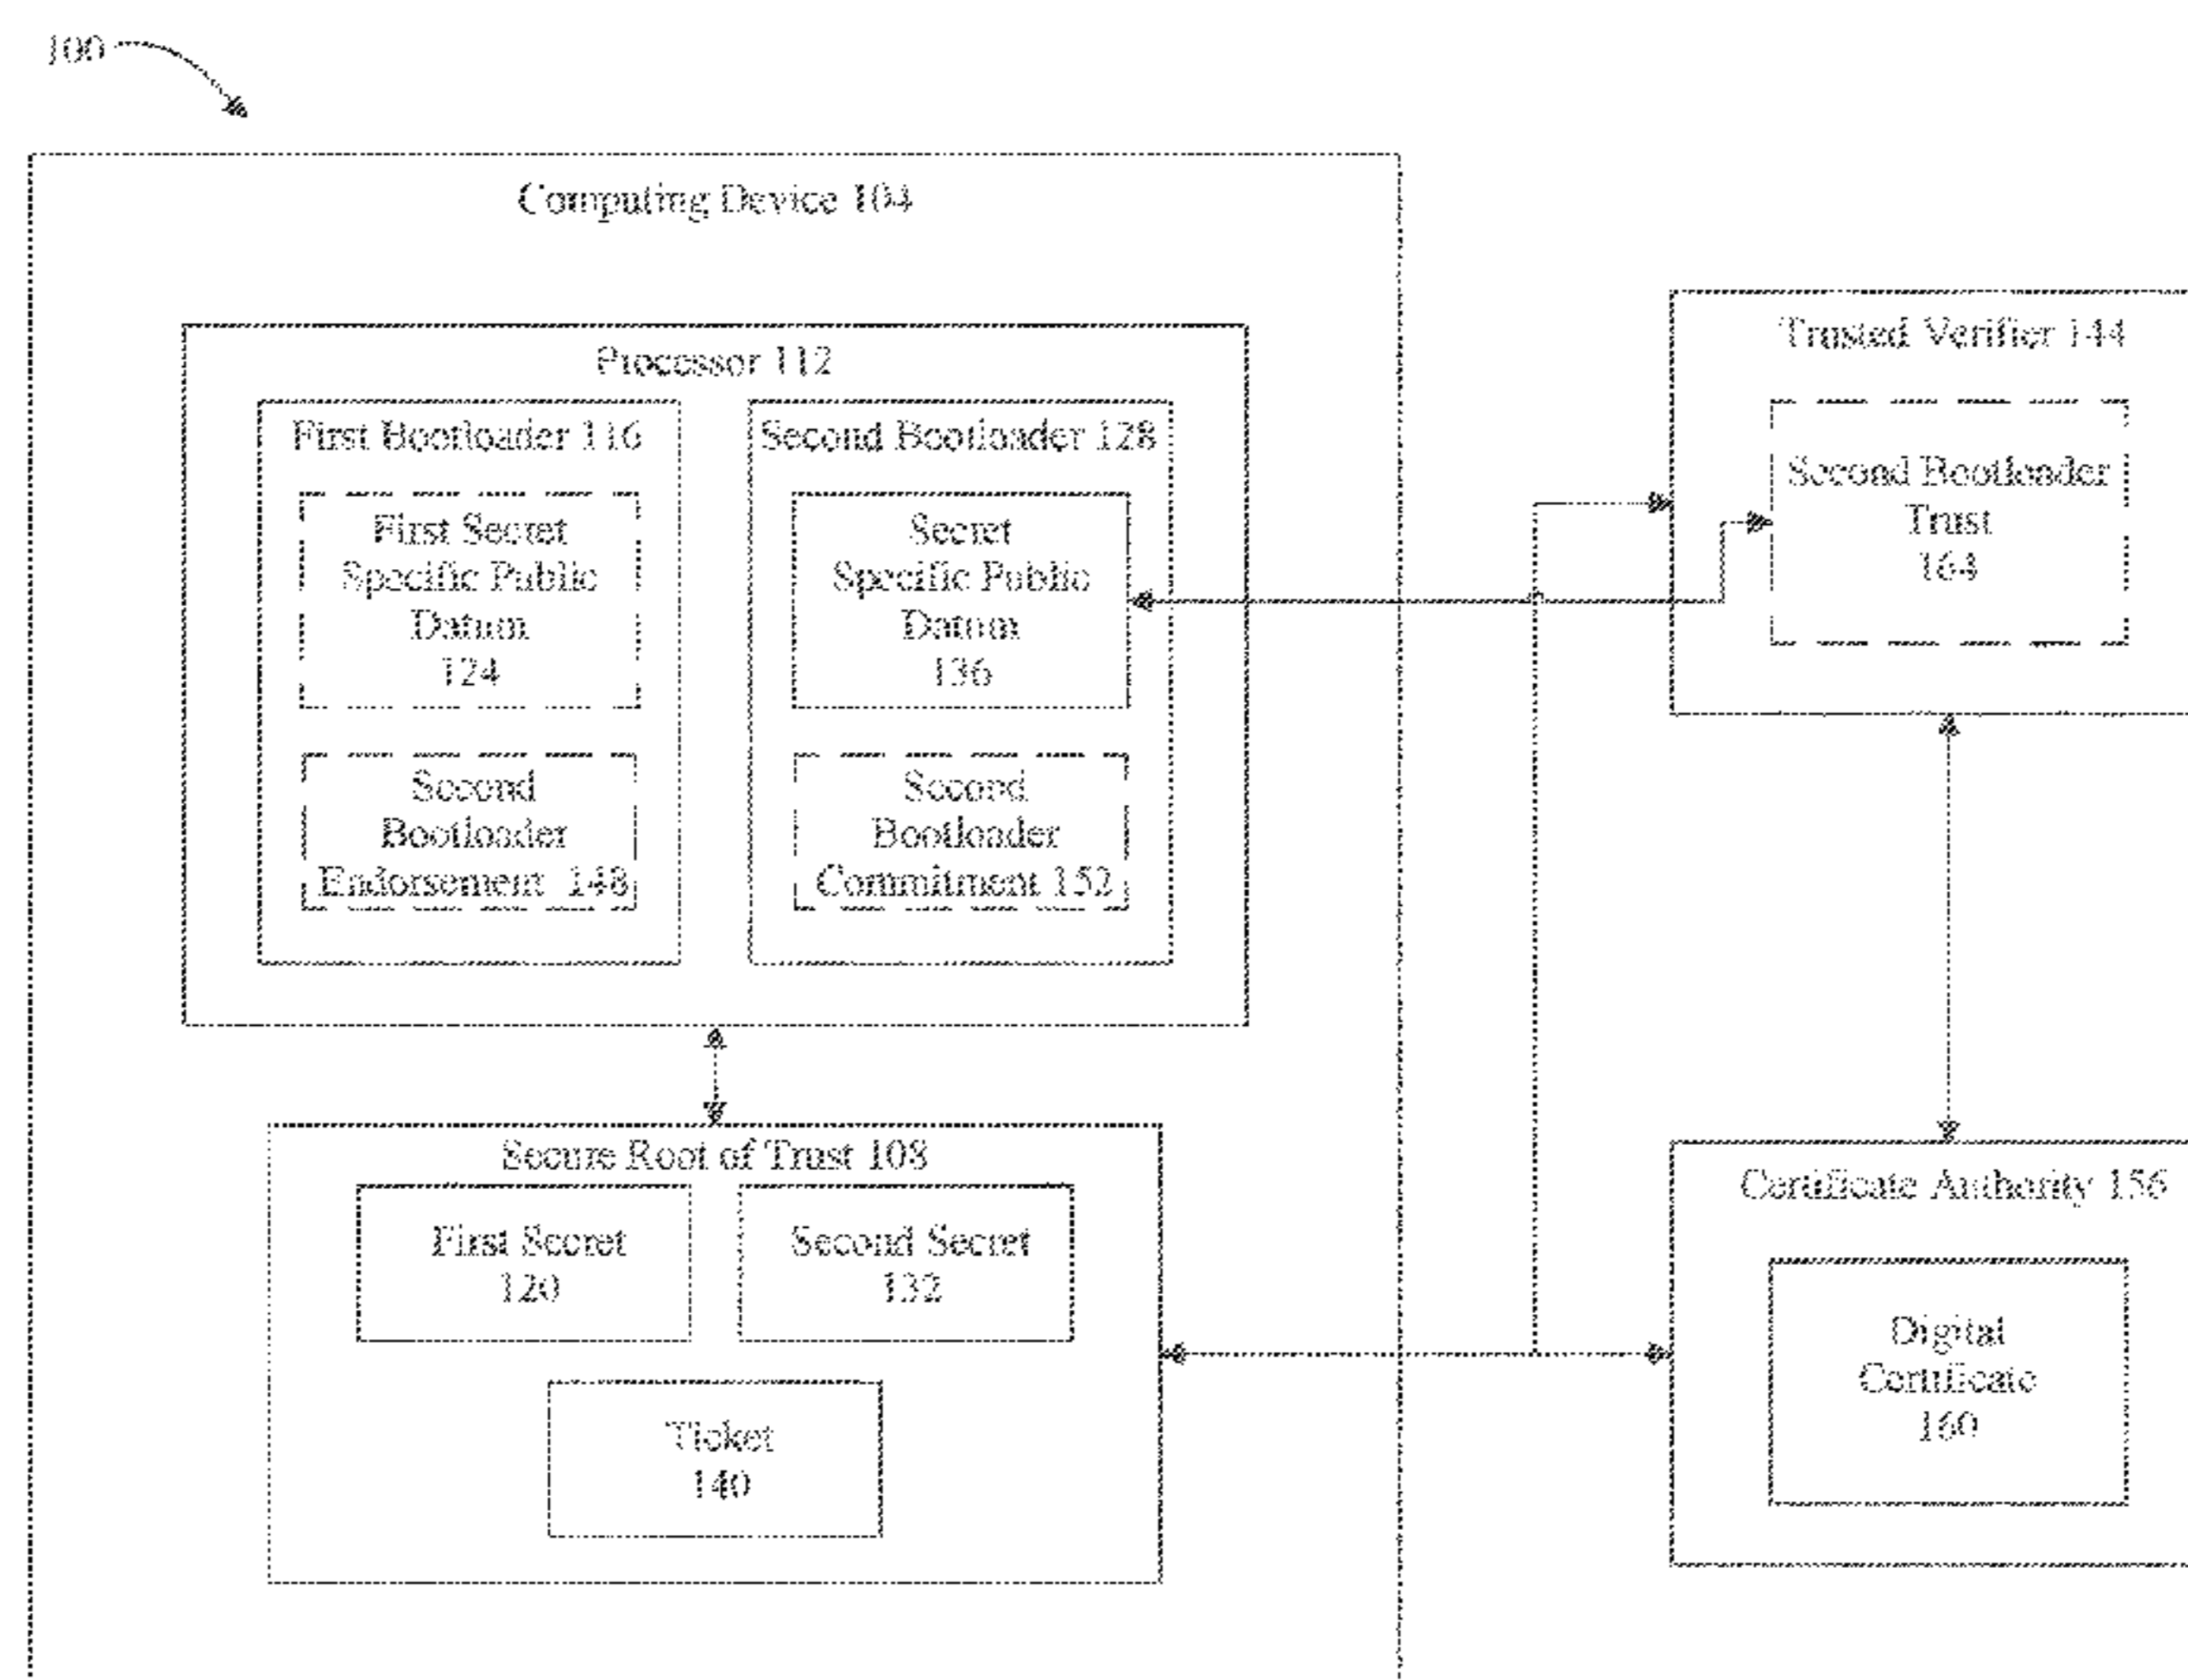 100
Computing Device 104
Processor 112
First Bootloader 116
First Secret
Specific Public
Datum
124
Second
Bootloader
Endorsement 148
Second Bootloader 128
Secret
Specific Public
Datum
136
Second
Bootloader
Commitment 152
Secure Root of Trust 108
First Secret
120
Second Secret
132
Ticket
140
Trusted Verifier 144
Second Bootloader
Trust
164
Certificate Authority 156
Digital
Certificate
160